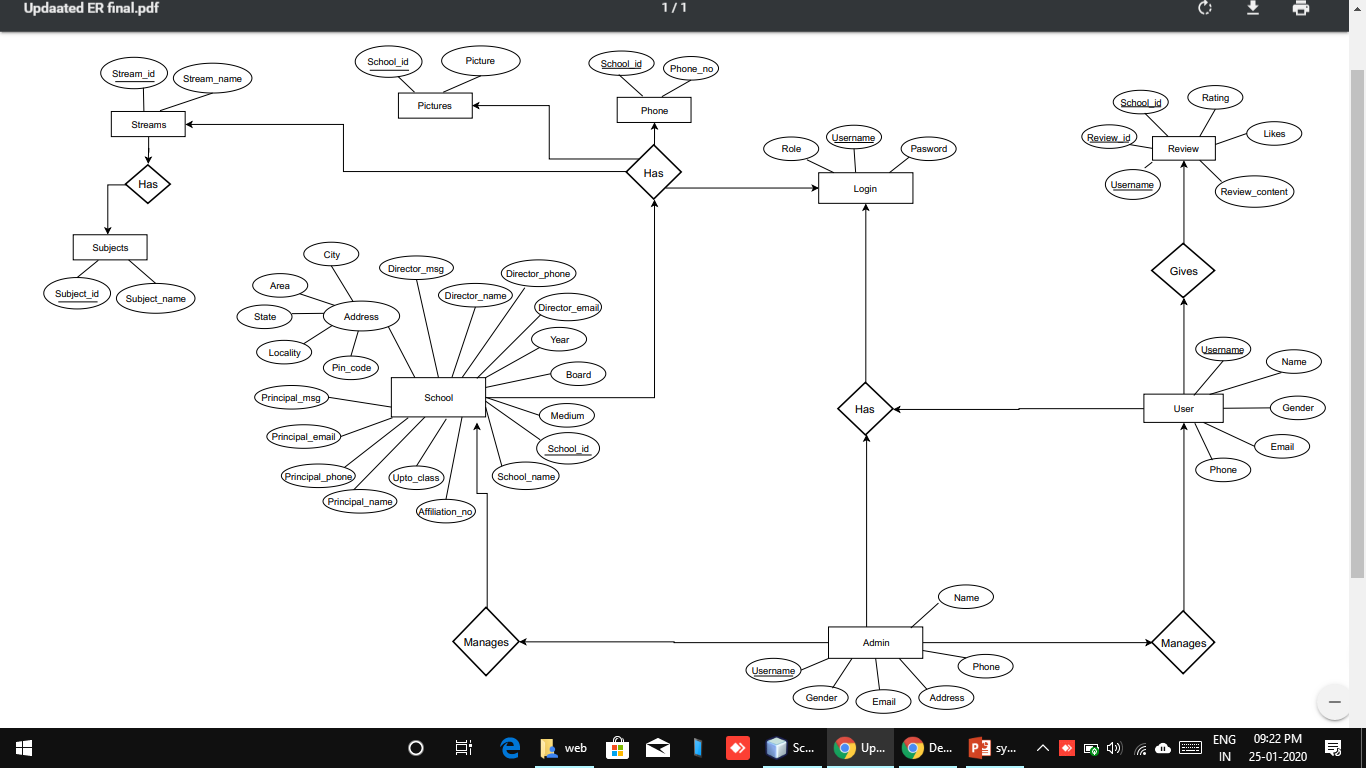 Updaated ER final.pdf
1 / 1
Stream_id
Stream_name
Streams
Has
Subjects
Subject_id
Subject_name
School_id
Picture
Pictures
School_id
Phone_no
Phone
Has
Role
Username
Pasword
Login
School_id
Rating
Review_id
Likes
Review
Username
Review_content
Gives
City
Area
State
Address
Locality
Pin_code
Director_msg
Director_name
Director_phone
Director_email
Year
Board
School
Medium
School_id
School_name
Principal_msg
Principal_email
Principal_phone
Principal_name
Upto_class
Affiliation_no
Has
Username
Name
User
Gender
Email
Phone
Manages
Name
Admin
Phone
Username
Gender
Email
Address
Manages
web
Sc...
Up...
De...
sy...
ENG
IN
09:22 PM
25-01-2020